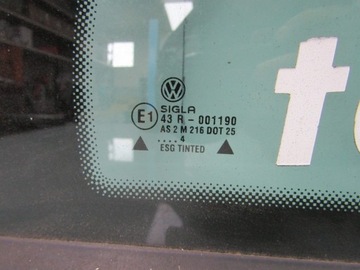 SIGLA
E1 43 R - 001190
AS 2 M 216 DOT 25
.... 4
ESG TINTED